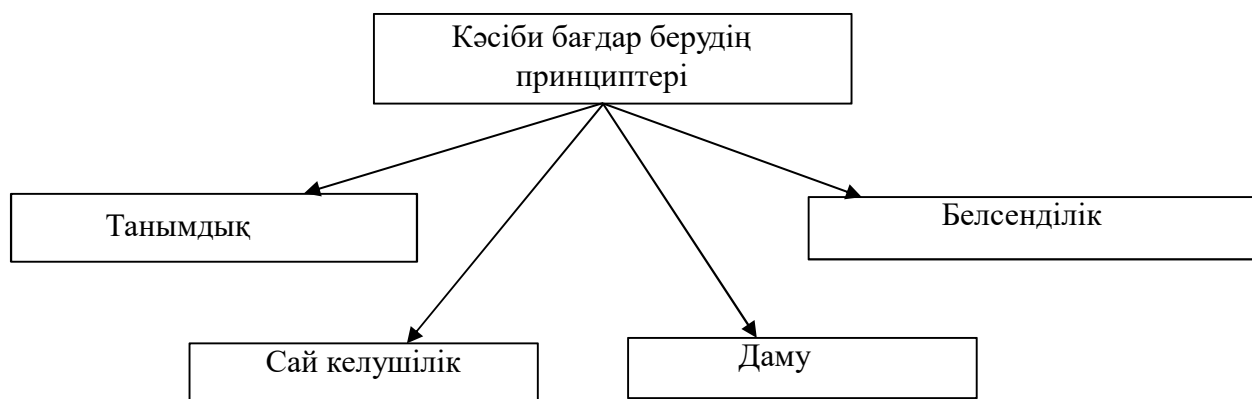 Кәсіби бағдар берудің
принциптері
Танымдық
Белсенділік
Сай келушілік
Даму